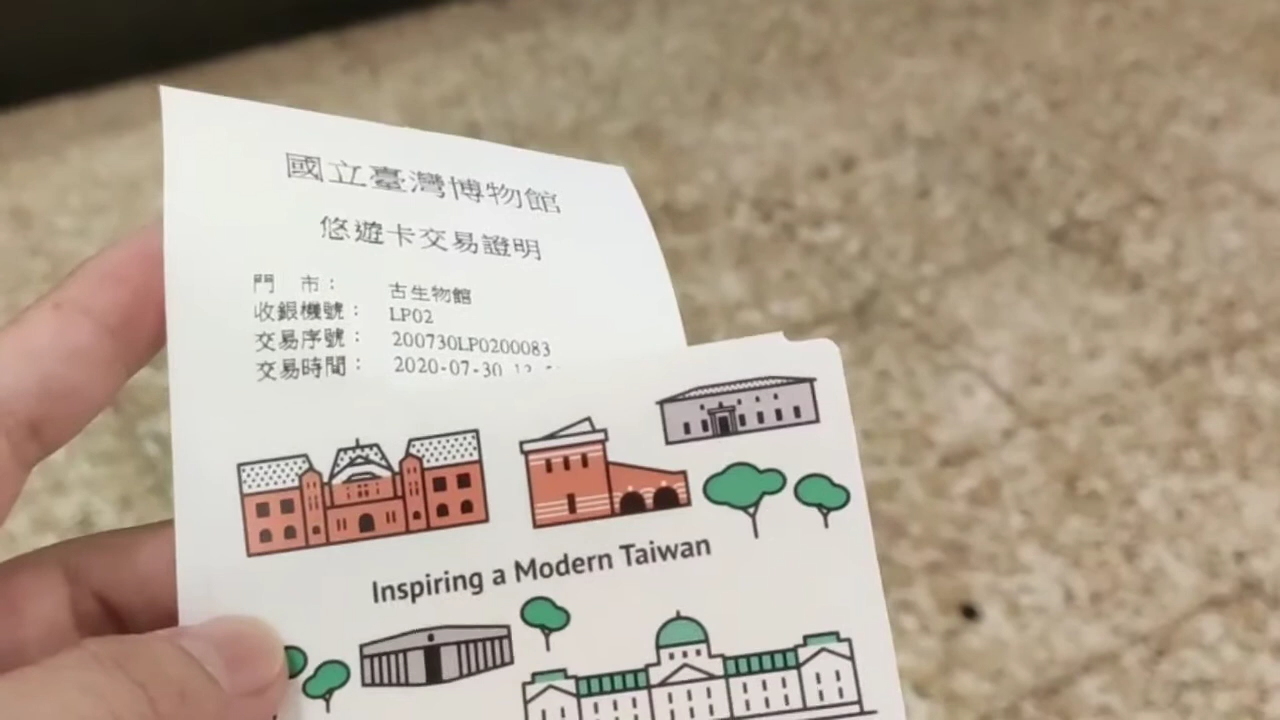 國立臺灣博物館
悠遊卡交易證明
門 市: 古生物館
收銀機號: LP02
交易序號: 200730LP0200083
交易時間: 2020-07-30
Inspiring a Modern Taiwan